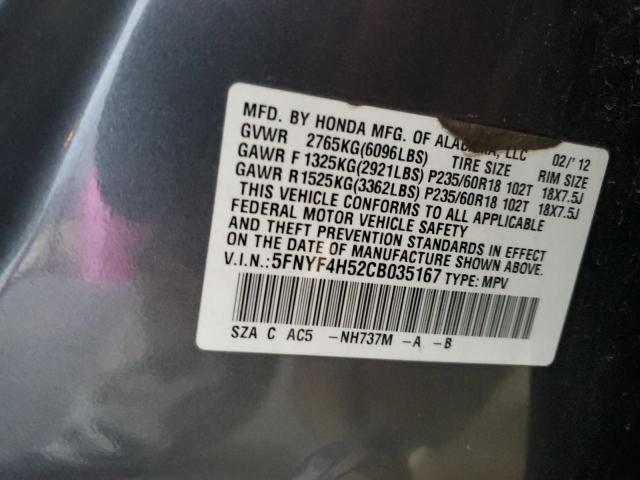 MFD. BY HONDA MFG. OF ALABAMA, LLC 02/'12
GVWR 2765KG(6096LBS) TIRE SIZE RIM SIZE
GAWR F 1325KG(2921LBS) P235/60R18 102T 18X7.5J
GAWR R1525KG(3362LBS) P235/60R18 102T 18X7.5J
THIS VEHICLE CONFORMS TO ALL APPLICABLE
FEDERAL MOTOR VEHICLE SAFETY
AND THEFT PREVENTION STANDARDS IN EFFECT
ON THE DATE OF MANUFACTURE SHOWN ABOVE.
V.I.N.:5FNYF4H52CB035167 TYPE: MPV
SZA C AC5 -NH737M -A -B